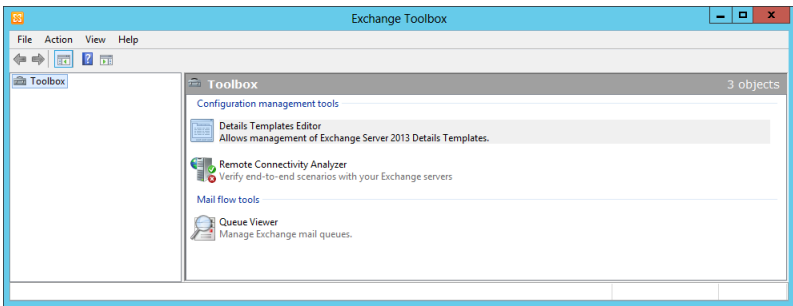 Exchange Toolbox
File Action View Help
Toolbox
Toolbox 3 objects
Configuration management tools
Details Templates Editor
Allows management of Exchange Server 2013 Details Templates.
Remote Connectivity Analyzer
Verify end-to-end scenarios with your Exchange servers
Mail flow tools
Queue Viewer
Manage Exchange mail queues.